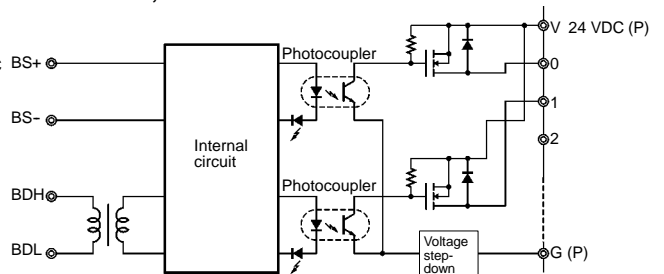 Photocoupler
V 24 VDC (P)
BS+
0
BS−
1
Internal
circuit
2
Photocoupler
BDH
BDL
Voltage
step-
down
G (P)